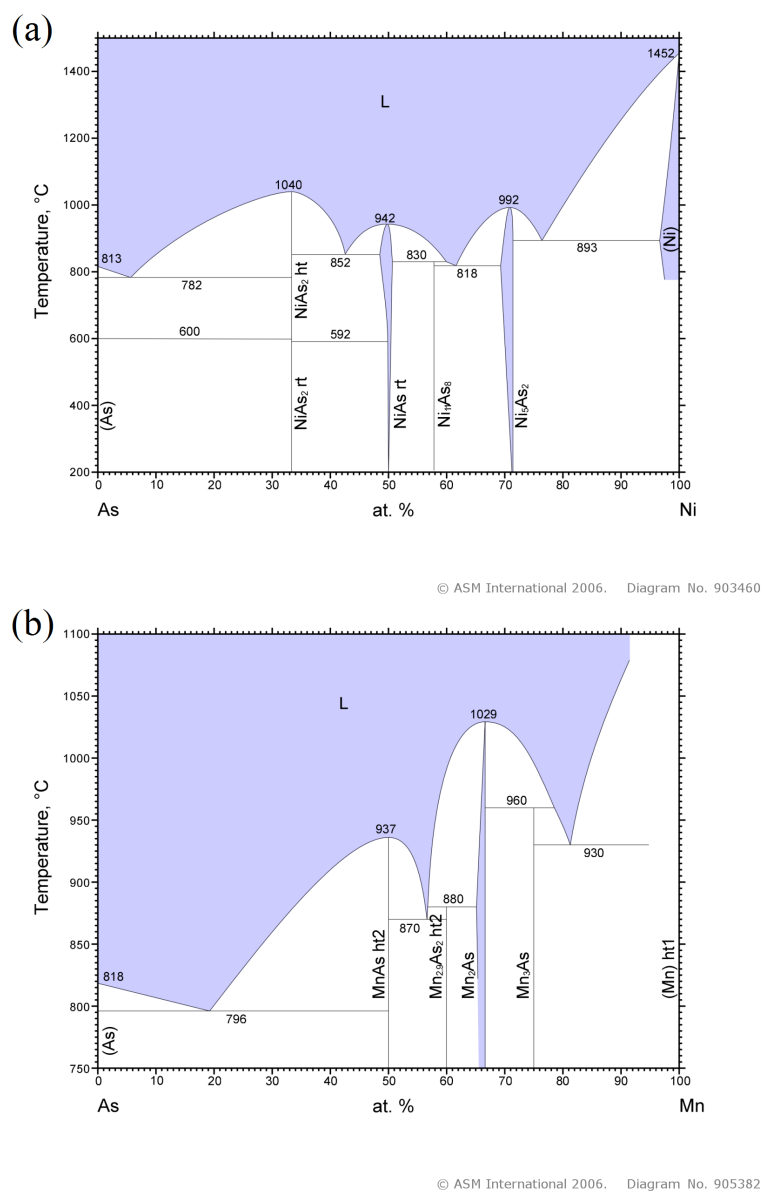 (a)
1452
1400
L
1200
1040
992
1000
942
Temperature, °C
893
(Ni)
852
830
818
813
800
782
NiAs₂ ht
600
600
592
400
(As)
NiAs₂ rt
NiAs rt
Ni₁₁As₈
Ni₅As₂
200
0 10 20 30 40 50 60 70 80 90 100
As at. % Ni
© ASM International 2006. Diagram No. 903460
(b)
1100
1050
L
1029
1000
960
950
937
930
Temperature, °C
900
880
870
850
MnAs ht2
Mn₂.₉As₂ ht2
Mn₂As
Mn₃As
(Mn) ht1
818
800
796
(As)
750
0 10 20 30 40 50 60 70 80 90 100
As at. % Mn
© ASM International 2006. Diagram No. 905382